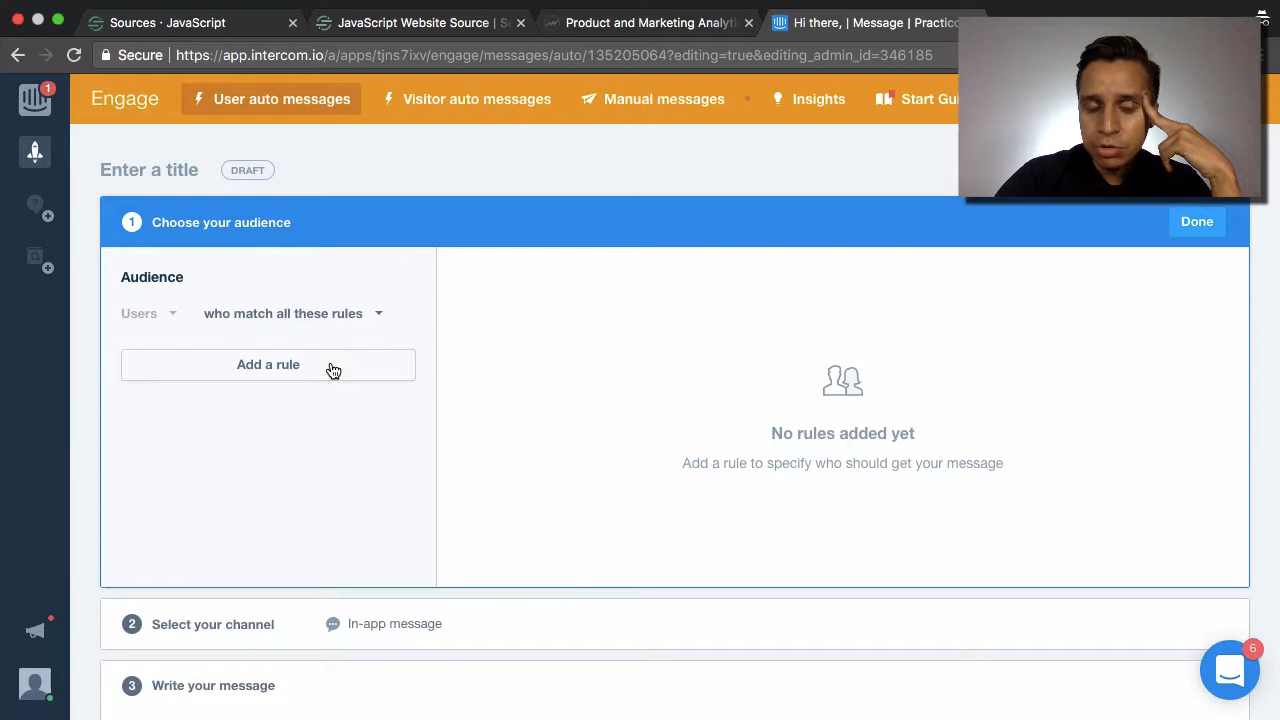 Sources · JavaScript
JavaScript Website Source | S
Product and Marketing Analyti
Hi there, | Message | Practico
Secure
https://app.intercom.io/a/apps/tjns7ixv/engage/messages/auto/135205064?editing=true&editing_admin_id=346185
1
Engage
User auto messages
Visitor auto messages
Manual messages
Insights
Start Gui
Enter a title
DRAFT
1 Choose your audience
Done
Audience
Users who match all these rules
Add a rule
No rules added yet
Add a rule to specify who should get your message
2 Select your channel In-app message
6
3 Write your message